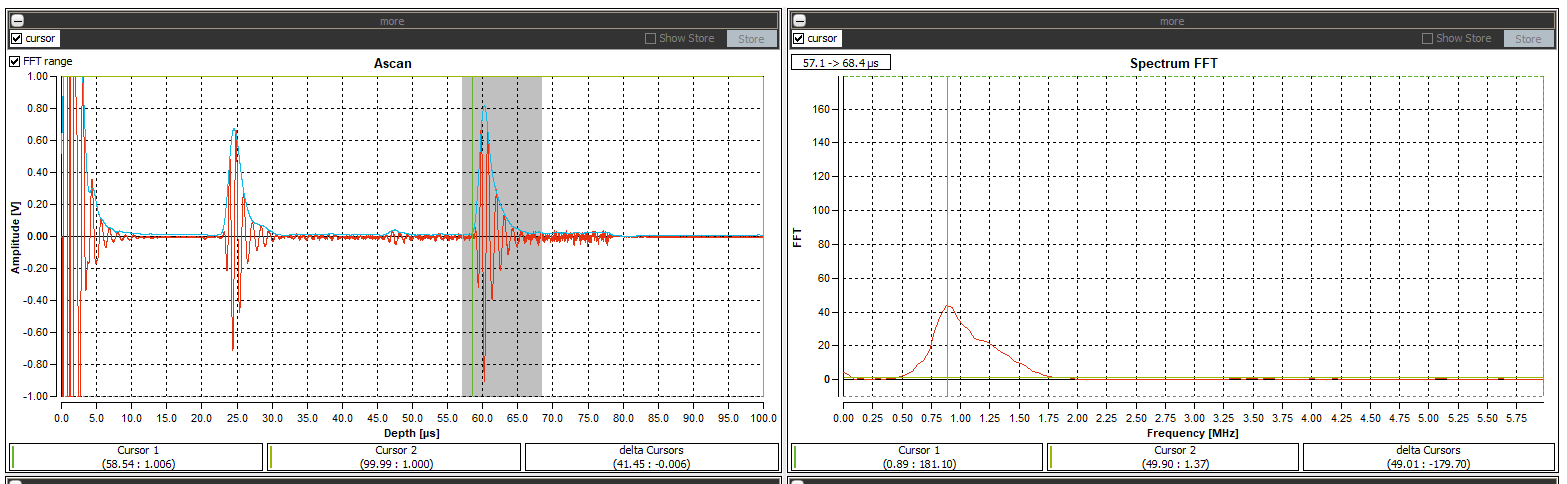 more
cursor
Show Store
Store
FFT range
Ascan
1.00
0.80
0.60
0.40
0.20
0.00
-0.20
-0.40
-0.60
-0.80
-1.00
Amplitude [V]
0.0 5.0 10.0 15.0 20.0 25.0 30.0 35.0 40.0 45.0 50.0 55.0 60.0 65.0 70.0 75.0 80.0 85.0 90.0 95.0 100.0
Depth [µs]
Cursor 1
(58.54 : 1.006)
Cursor 2
(99.99 : 1.000)
delta Cursors
(41.45 : -0.006)
more
cursor
Show Store
Store
57.1 -> 68.4 µs
Spectrum FFT
160
140
120
100
80
60
40
20
0
FFT
0.00 0.25 0.50 0.75 1.00 1.25 1.50 1.75 2.00 2.25 2.50 2.75 3.00 3.25 3.50 3.75 4.00 4.25 4.50 4.75 5.00 5.25 5.50 5.75
Frequency [MHz]
Cursor 1
(0.89 : 181.10)
Cursor 2
(49.90 : 1.37)
delta Cursors
(49.01 : -179.70)